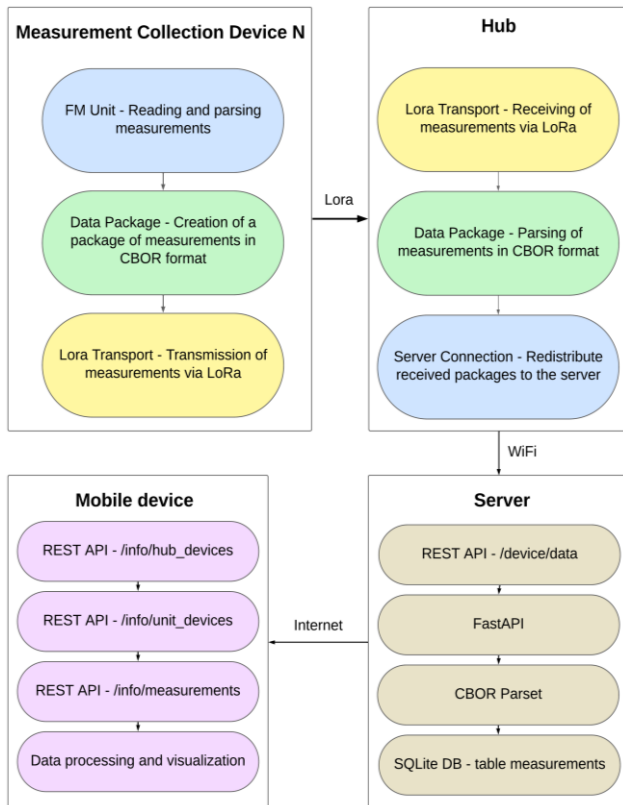 Measurement Collection Device N
FM Unit - Reading and parsing
measurements
Data Package - Creation of a
package of measurements in
CBOR format
Lora Transport - Transmission of
measurements via LoRa
Lora
Hub
Lora Transport - Receiving of
measurements via LoRa
Data Package - Parsing of
measurements in CBOR format
Server Connection - Redistribute
received packages to the server
WiFi
Server
REST API - /device/data
FastAPI
CBOR Parset
SQLite DB - table measurements
Internet
Mobile device
REST API - /info/hub_devices
REST API - /info/unit_devices
REST API - /info/measurements
Data processing and visualization